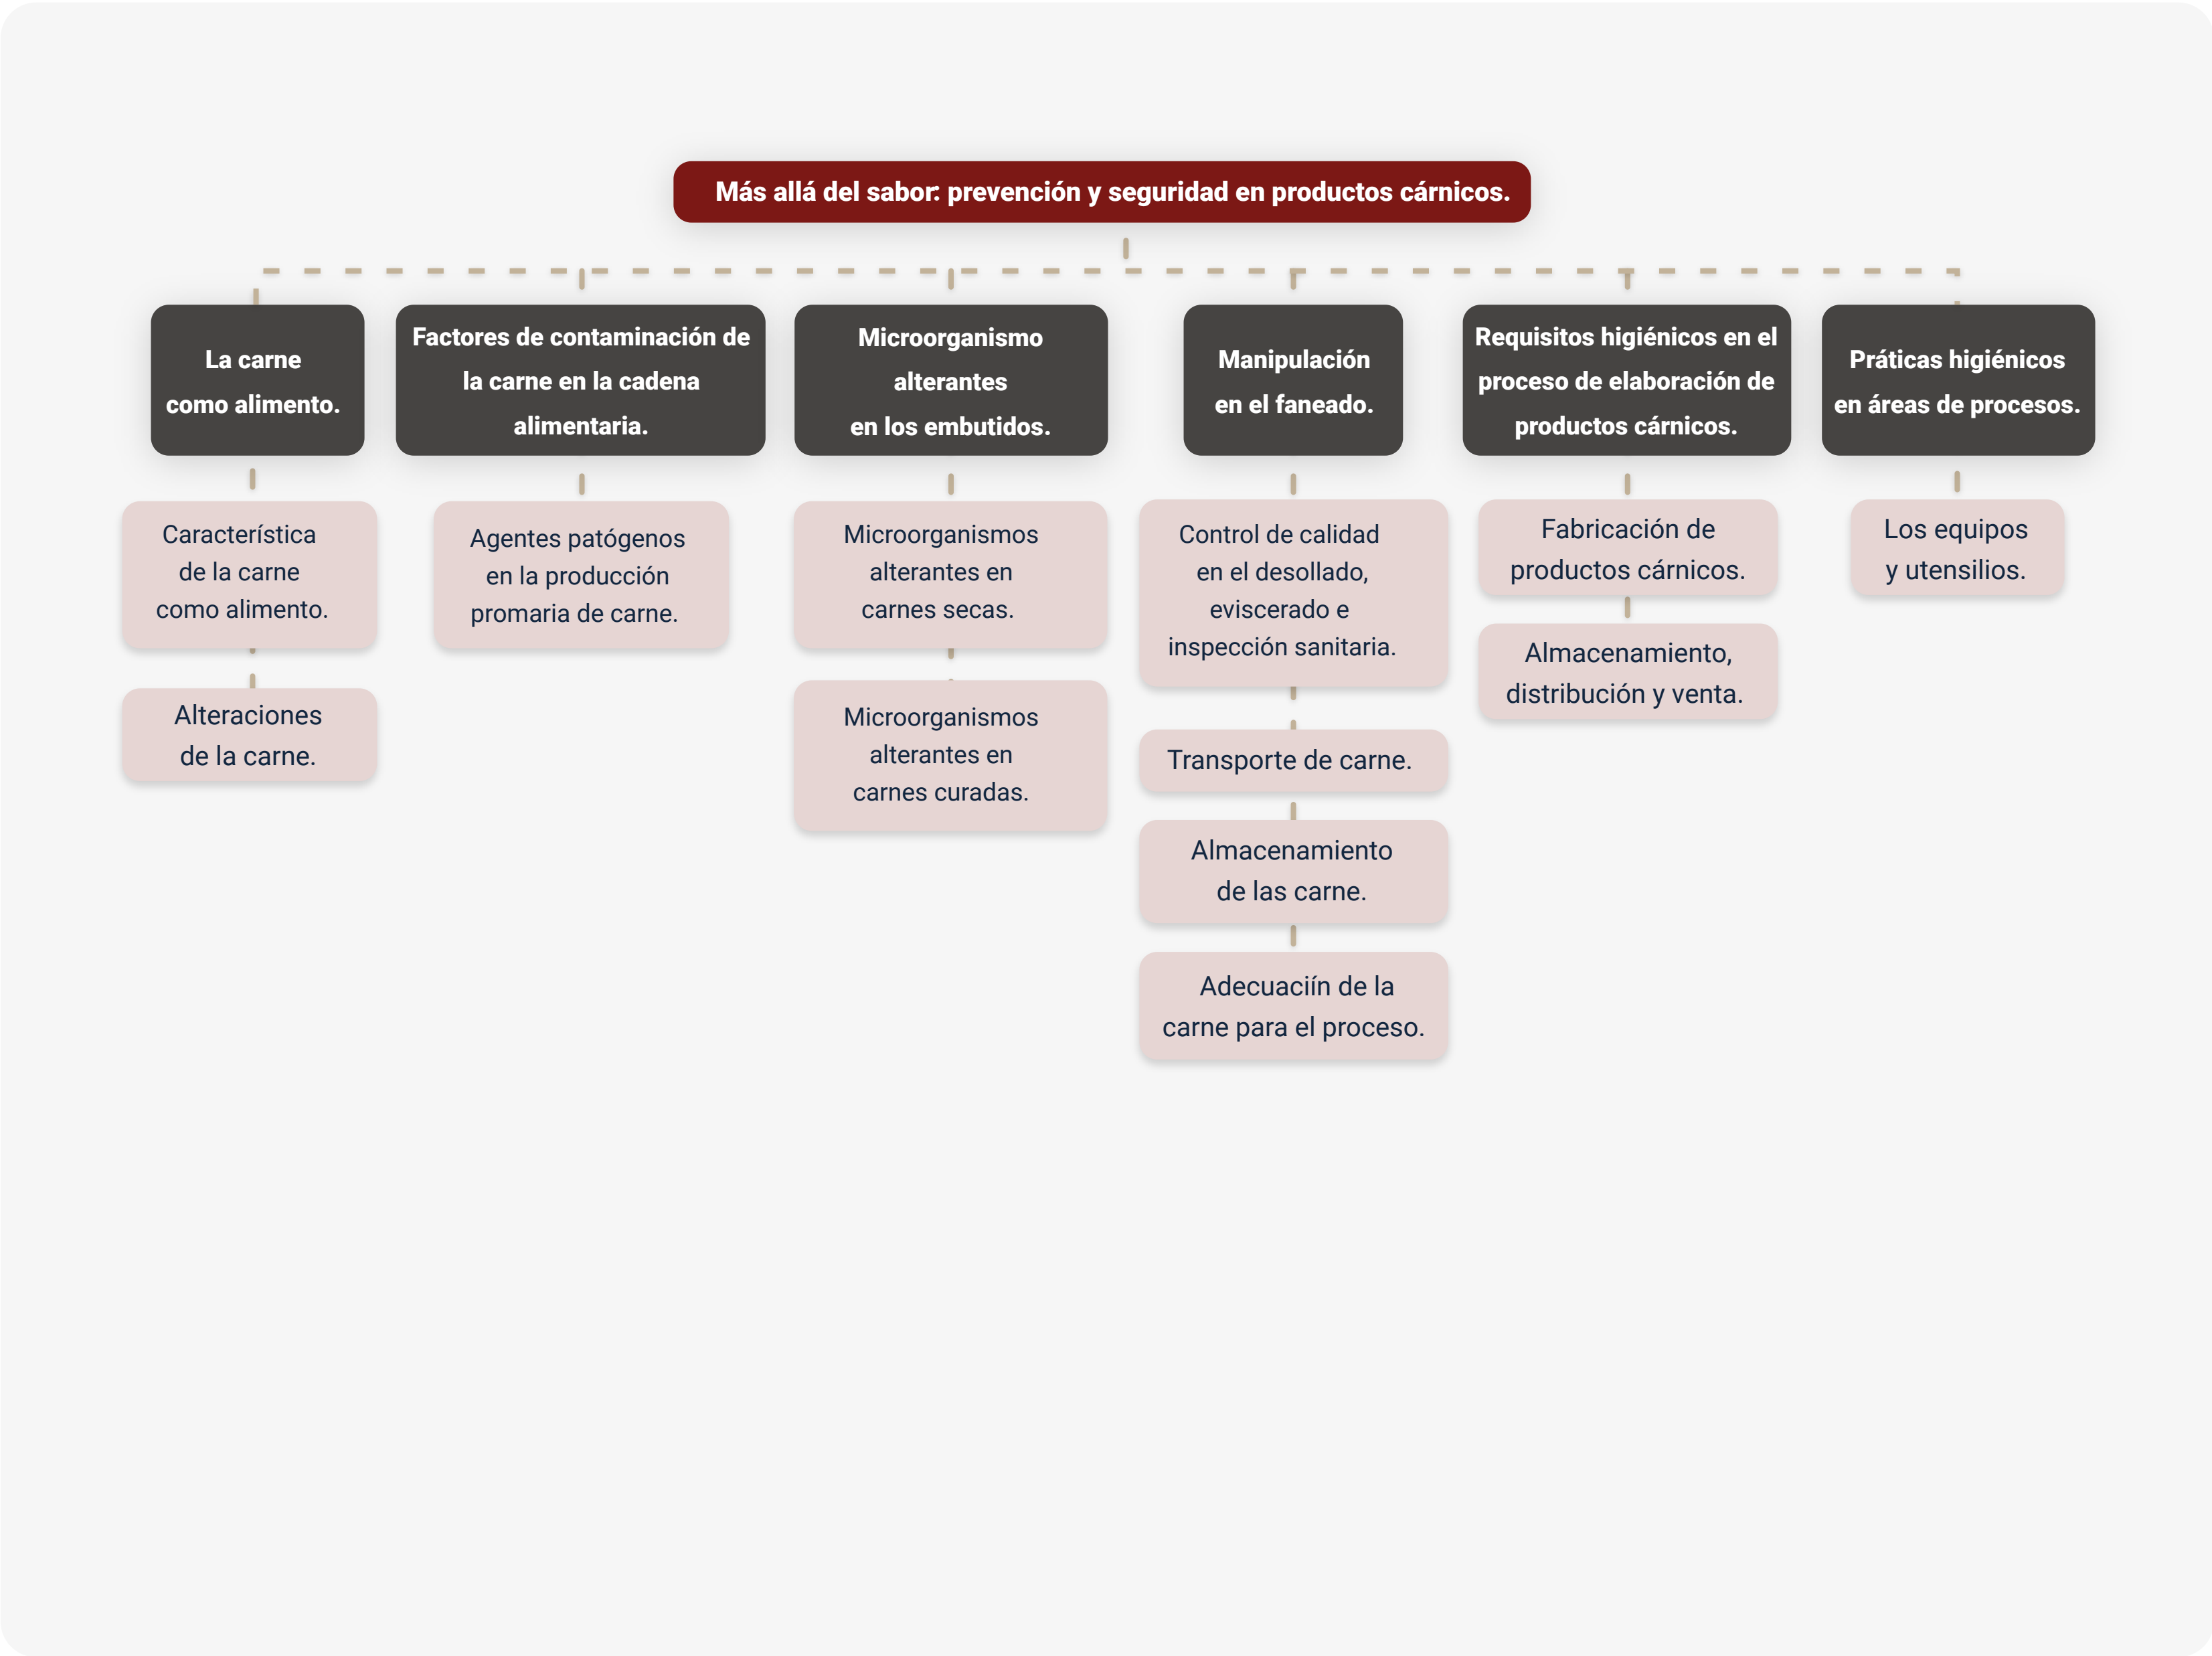 Más allá del sabor: prevención y seguridad en productos cárnicos.
La carne
como alimento.
Factores de contaminación de
la carne en la cadena
alimentaria.
Microorganismo
alterantes
en los embutidos.
Manipulación
en el faneado.
Requisitos higiénicos en el
proceso de elaboración de
productos cárnicos.
Práticas higiénicos
en áreas de procesos.
Característica
de la carne
como alimento.
Alteraciones
de la carne.
Agentes patógenos
en la producción
promaria de carne.
Microorganismos
alterantes en
carnes secas.
Microorganismos
alterantes en
carnes curadas.
Control de calidad
en el desollado,
eviscerado e
inspección sanitaria.
Transporte de carne.
Almacenamiento
de las carne.
Adecuaciín de la
carne para el proceso.
Fabricación de
productos cárnicos.
Almacenamiento,
distribución y venta.
Los equipos
y utensilios.